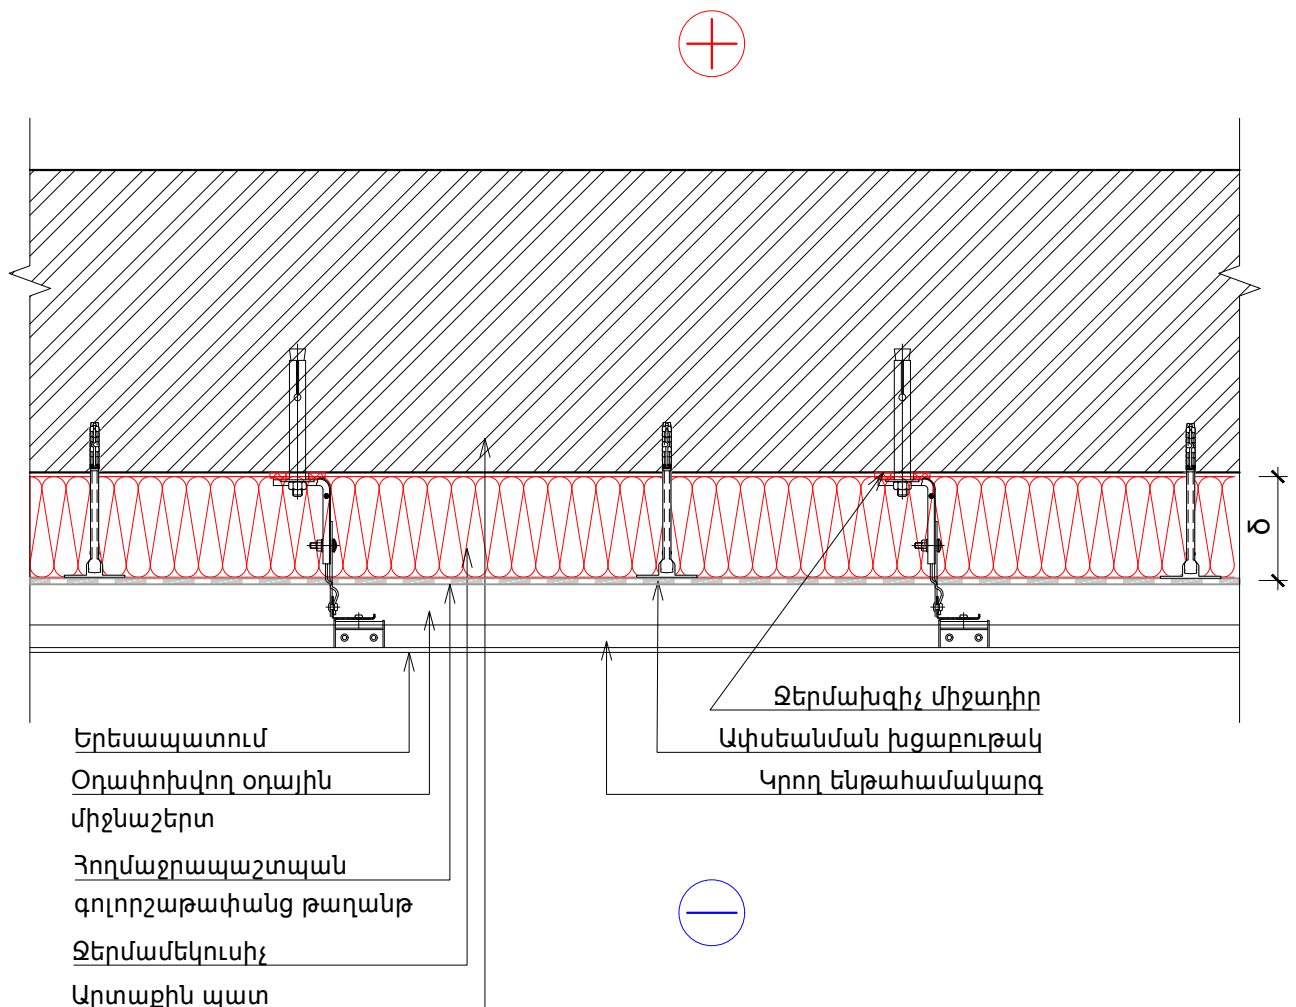 δ
Ջերմախզիչ միջադիր
Ափսեանման խցաբութակ
Կրող ենթահամակարգ
Երեսապատում
Օդափոխվող օդային
միջնաշերտ
Հողմաջրապաշտպան
գոլորշաթափանց թաղանթ
Ջերմամեկուսիչ
Արտաքին պատ